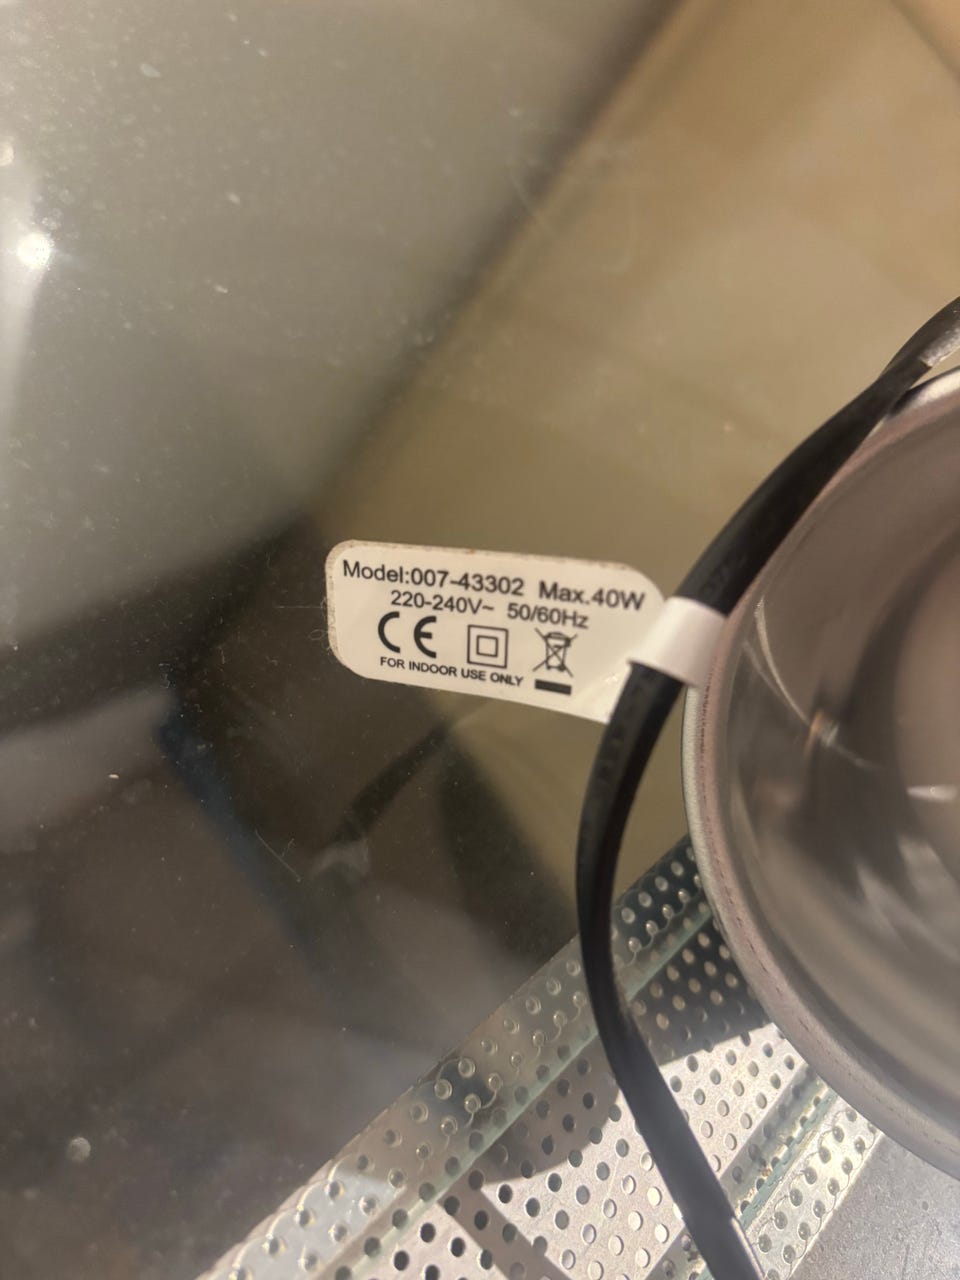 Model:007-43302 Max.40W
220-240V~ 50/60Hz
CE
FOR INDOOR USE ONLY